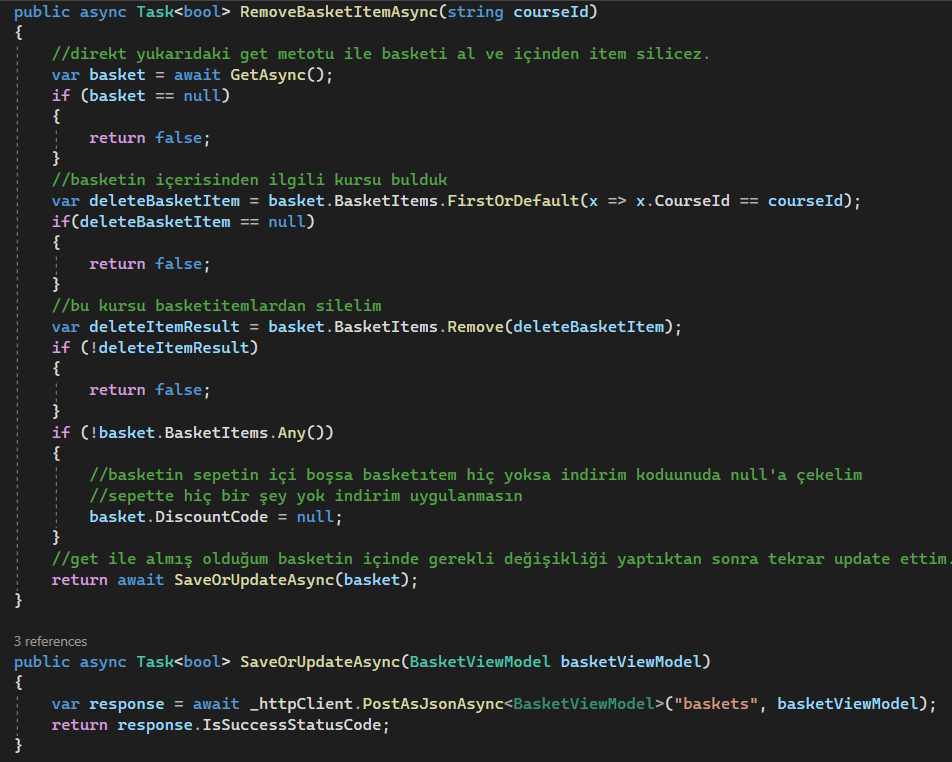 public async Task<bool> RemoveBasketItemAsync(string courseId)
{
//direkt yukarıdaki get metotu ile basketi al ve içinden item silicez.
var basket = await GetAsync();
if (basket == null)
{
return false;
}
//basketin içerisinden ilgili kursu bulduk
var deleteBasketItem = basket.BasketItems.FirstOrDefault(x => x.CourseId == courseId);
if(deleteBasketItem == null)
{
return false;
}
//bu kursu basketitemlardan silelim
var deleteItemResult = basket.BasketItems.Remove(deleteBasketItem);
if (!deleteItemResult)
{
return false;
}
if (!basket.BasketItems.Any())
{
//basketin sepetin içi boşsa basketıtem hiç yoksa indirim koduunuda null'a çekelim
//sepette hiç bir şey yok indirim uygulanmasın
basket.DiscountCode = null;
}
//get ile almış olduğum basketin içinde gerekli değişikliği yaptıktan sonra tekrar update ettim.
return await SaveOrUpdateAsync(basket);
}
3 references
public async Task<bool> SaveOrUpdateAsync(BasketViewModel basketViewModel)
{
var response = await _httpClient.PostAsJsonAsync<BasketViewModel>("baskets", basketViewModel);
return response.IsSuccessStatusCode;
}